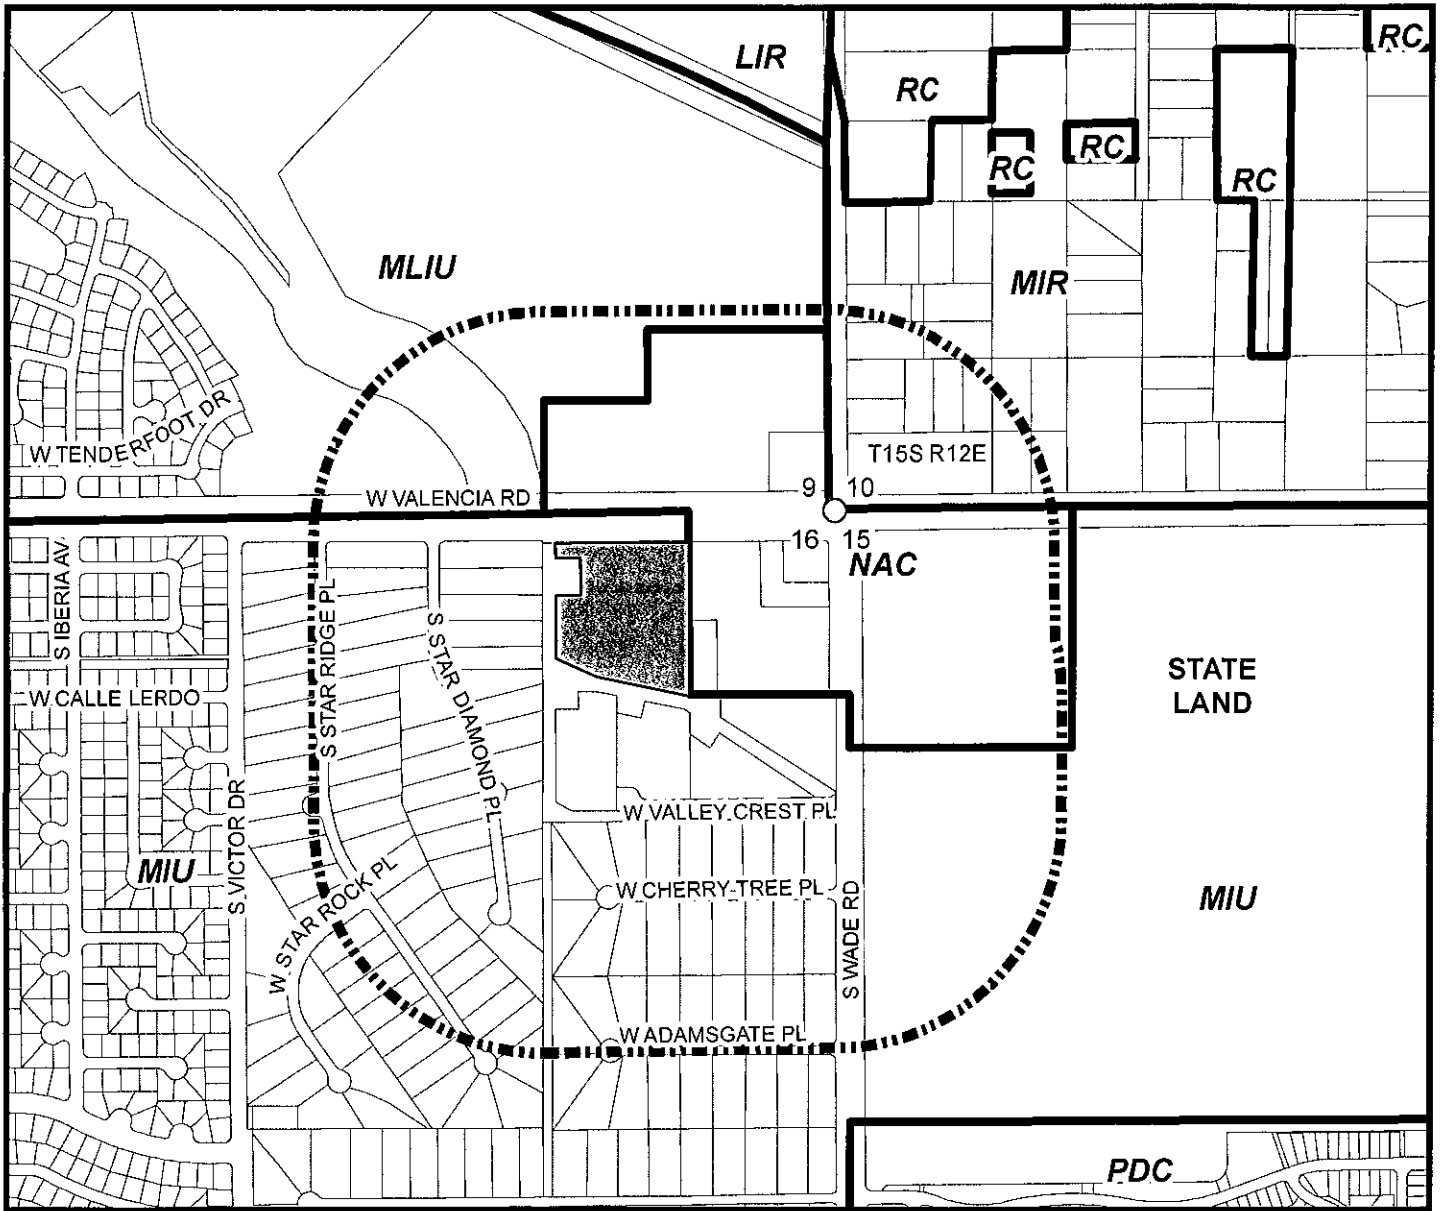 LIR
RC
RC
RC
RC
RC
MLIU
MIR
W TENDERFOOT DR
T15S R12E
W VALENCIA RD
9 10
16 15
NAC
S IBERIA AV
S STAR RIDGE PL
S STAR DIAMOND PL
STATE
LAND
W CALLE LERDO
S VICTOR DR
W VALLEY CREST PL
MIU
W STAR ROCK PL
W CHERRY TREE PL
MIU
S WADE RD
W ADAMSGATE PL
PDC